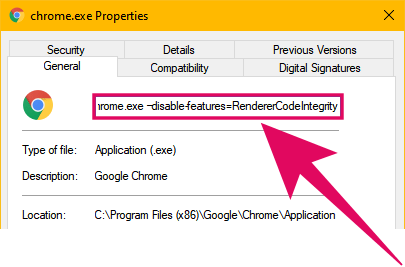 chrome.exe Properties
Security Details Previous Versions
General Compatibility Digital Signatures
rome.exe –disable-features=RendererCodeIntegrity
Type of file: Application (.exe)
Description: Google Chrome
Location: C:\Program Files (x86)\Google\Chrome\Application